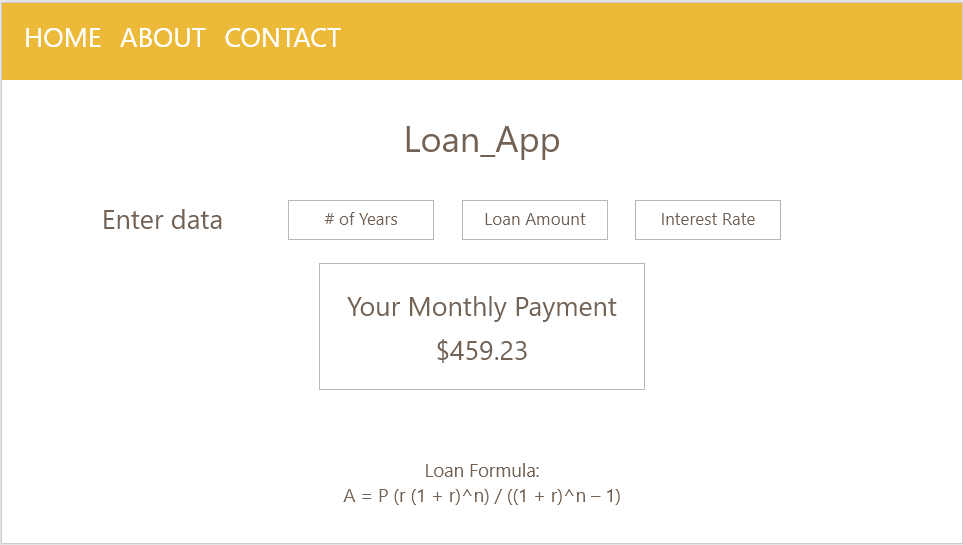 HOME ABOUT CONTACT
Loan_App
Enter data
# of Years
Loan Amount
Interest Rate
Your Monthly Payment
$459.23
Loan Formula:
A = P (r (1 + r)^n) / ((1 + r)^n – 1)